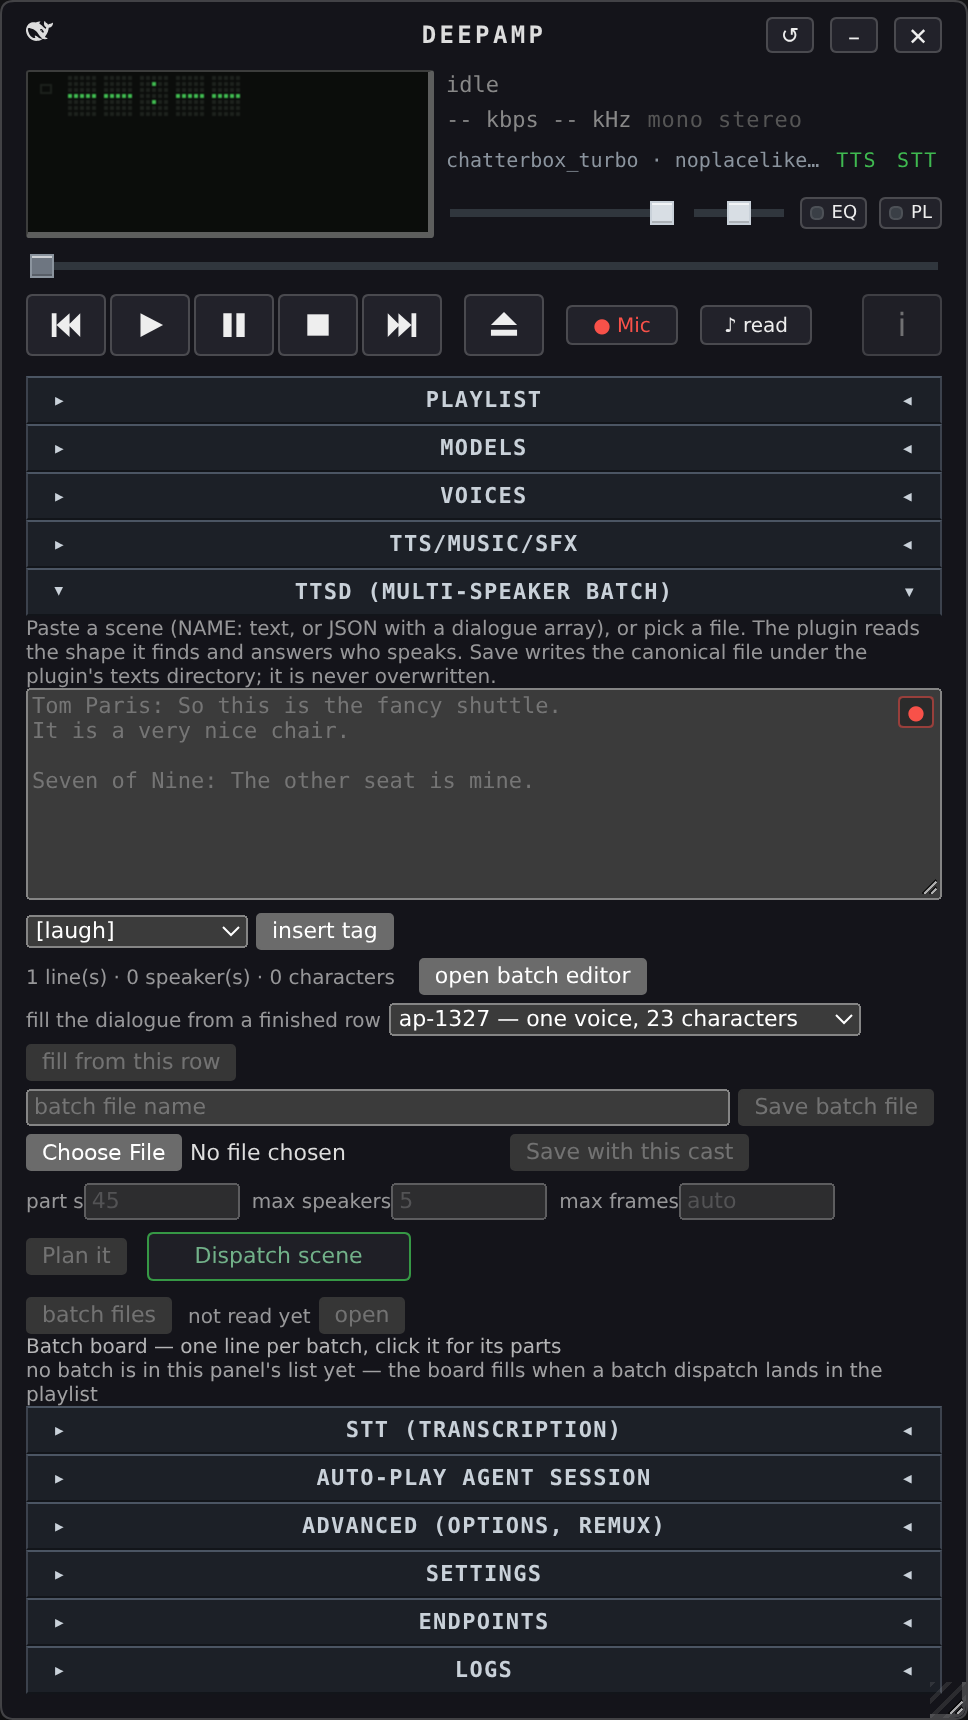 DEEPAMP
idle
-- kbps -- kHz mono stereo
chatterbox_turbo · noplacelike… TTS STT
EQ PL
Mic
♪ read
i
PLAYLIST
MODELS
VOICES
TTS/MUSIC/SFX
TTSD (MULTI-SPEAKER BATCH)
Paste a scene (NAME: text, or JSON with a dialogue array), or pick a file. The plugin reads
the shape it finds and answers who speaks. Save writes the canonical file under the
plugin's texts directory; it is never overwritten.
Tom Paris: So this is the fancy shuttle.
It is a very nice chair.
Seven of Nine: The other seat is mine.
[laugh] insert tag
1 line(s) · 0 speaker(s) · 0 characters open batch editor
fill the dialogue from a finished row ap-1327 — one voice, 23 characters
fill from this row
batch file name Save batch file
Choose File No file chosen Save with this cast
part s 45 max speakers 5 max frames auto
Plan it Dispatch scene
batch files not read yet open
Batch board — one line per batch, click it for its parts
no batch is in this panel's list yet — the board fills when a batch dispatch lands in the
playlist
STT (TRANSCRIPTION)
AUTO-PLAY AGENT SESSION
ADVANCED (OPTIONS, REMUX)
SETTINGS
ENDPOINTS
LOGS